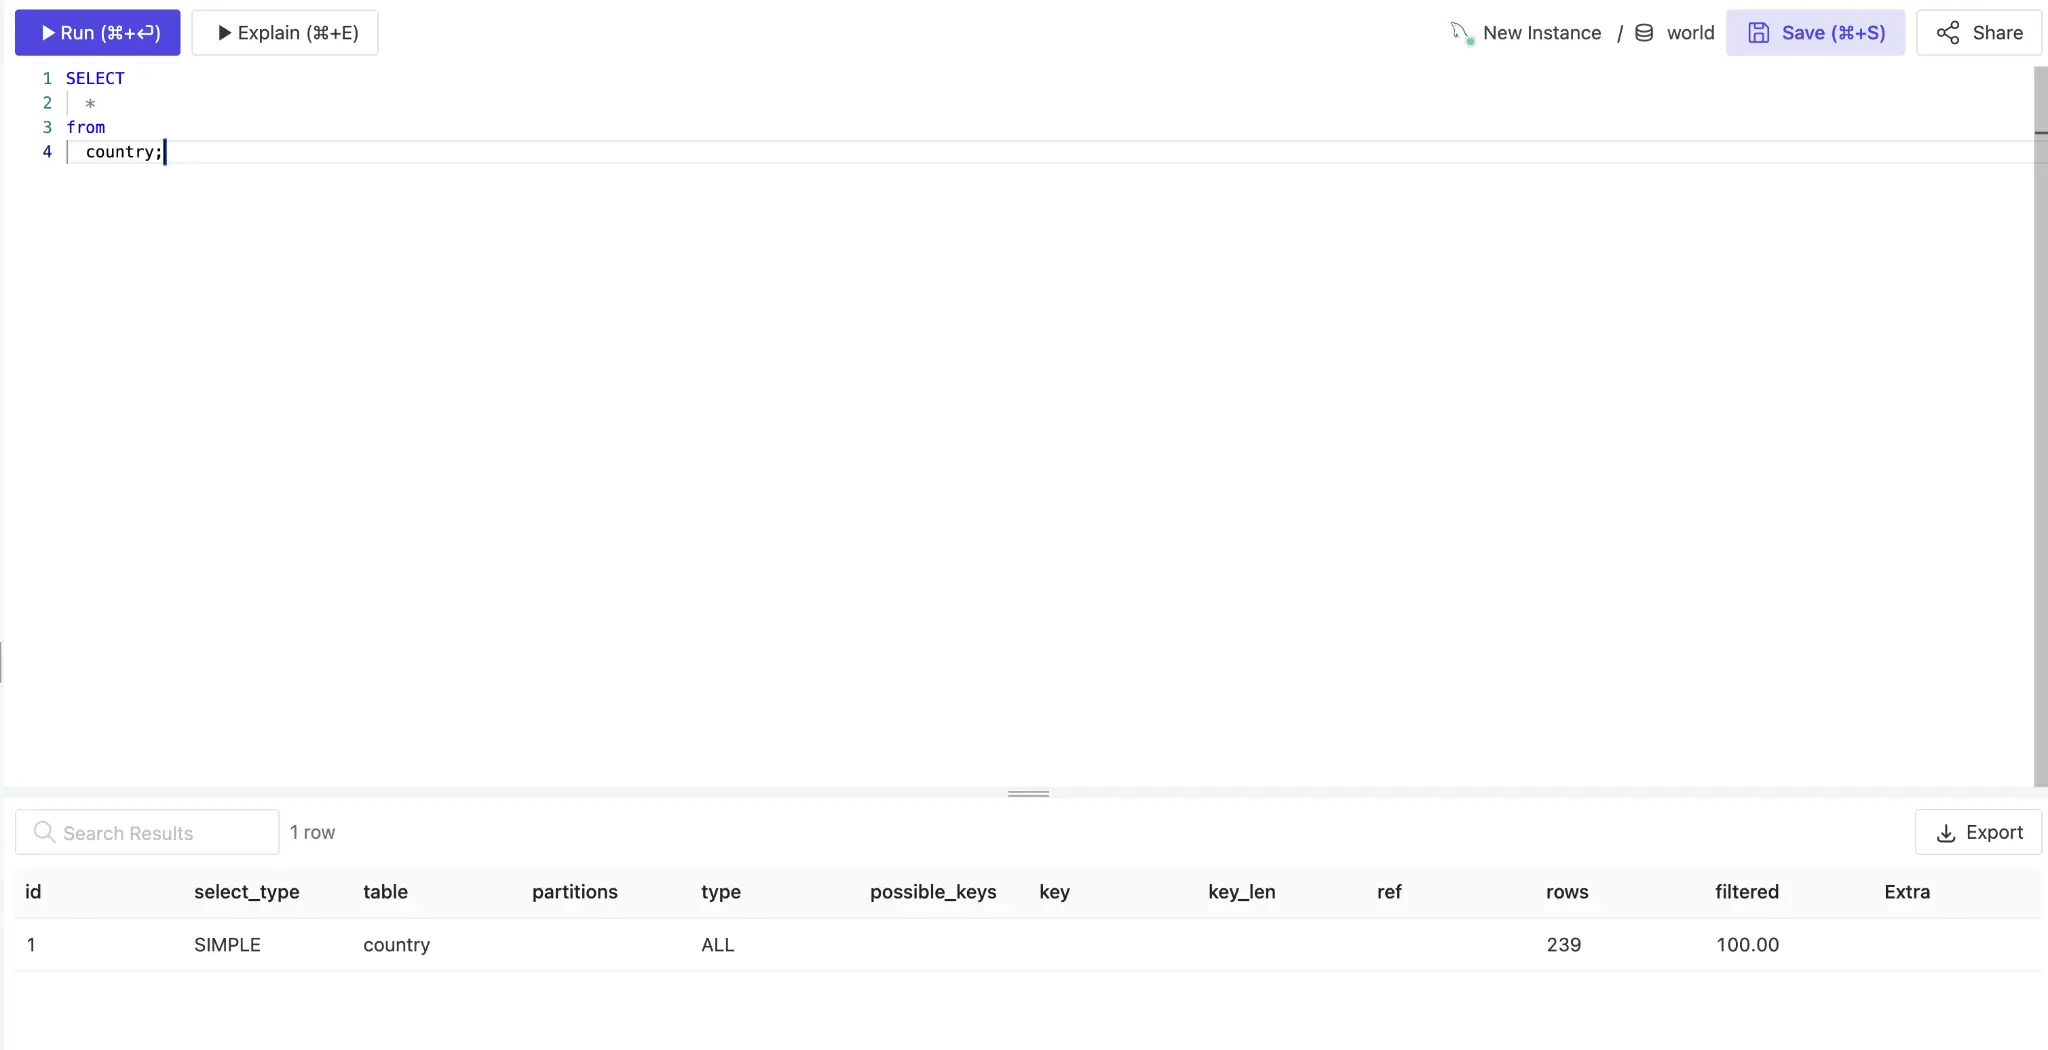 Run (⌘+⏎) Explain (⌘+E) New Instance / world Save (⌘+S) Share
1 SELECT
2 *
3 from
4 country;
Search Results 1 row Export
id select_type table partitions type possible_keys key key_len ref rows filtered Extra
1 SIMPLE country ALL 239 100.00